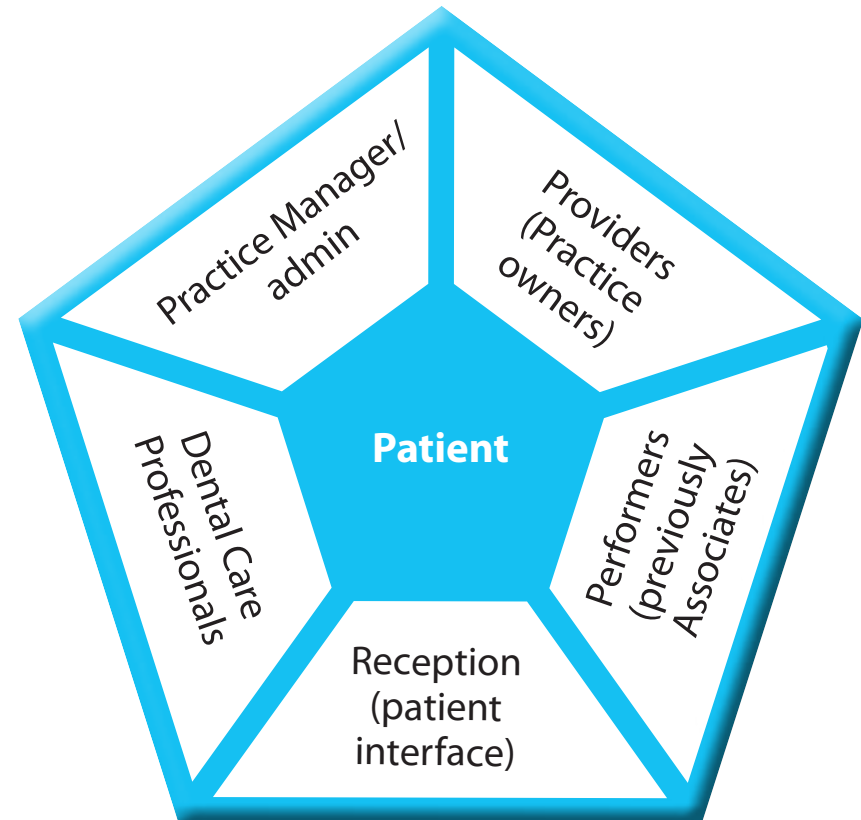 Practice Manager/
admin
Providers
(Practice
owners)
Patient
Dental Care
Professionals
Performers
(previously
Associates)
Reception
(patient
interface)